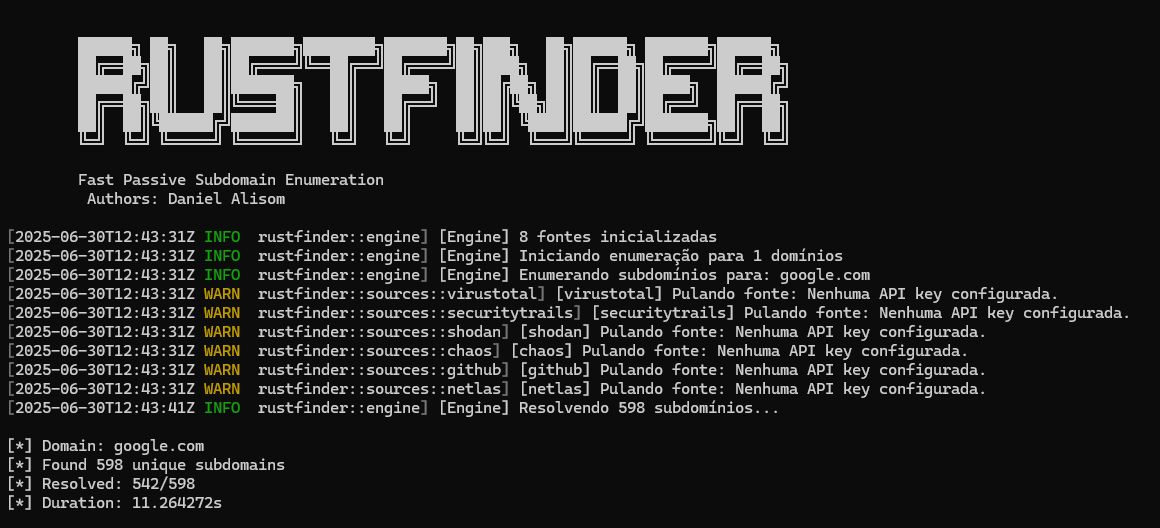 RUSTFINDER
Fast Passive Subdomain Enumeration
Authors: Daniel Alisom
[2025-06-30T12:43:31Z INFO  rustfinder::engine] [Engine] 8 fontes inicializadas
[2025-06-30T12:43:31Z INFO  rustfinder::engine] [Engine] Iniciando enumeração para 1 domínios
[2025-06-30T12:43:31Z INFO  rustfinder::engine] [Engine] Enumerando subdomínios para: google.com
[2025-06-30T12:43:31Z WARN  rustfinder::sources::virustotal] [virustotal] Pulando fonte: Nenhuma API key configurada.
[2025-06-30T12:43:31Z WARN  rustfinder::sources::securitytrails] [securitytrails] Pulando fonte: Nenhuma API key configurada.
[2025-06-30T12:43:31Z WARN  rustfinder::sources::shodan] [shodan] Pulando fonte: Nenhuma API key configurada.
[2025-06-30T12:43:31Z WARN  rustfinder::sources::chaos] [chaos] Pulando fonte: Nenhuma API key configurada.
[2025-06-30T12:43:31Z WARN  rustfinder::sources::github] [github] Pulando fonte: Nenhuma API key configurada.
[2025-06-30T12:43:31Z WARN  rustfinder::sources::netlas] [netlas] Pulando fonte: Nenhuma API key configurada.
[2025-06-30T12:43:41Z INFO  rustfinder::engine] [Engine] Resolvendo 598 subdomínios...
[*] Domain: google.com
[*] Found 598 unique subdomains
[*] Resolved: 542/598
[*] Duration: 11.264272s